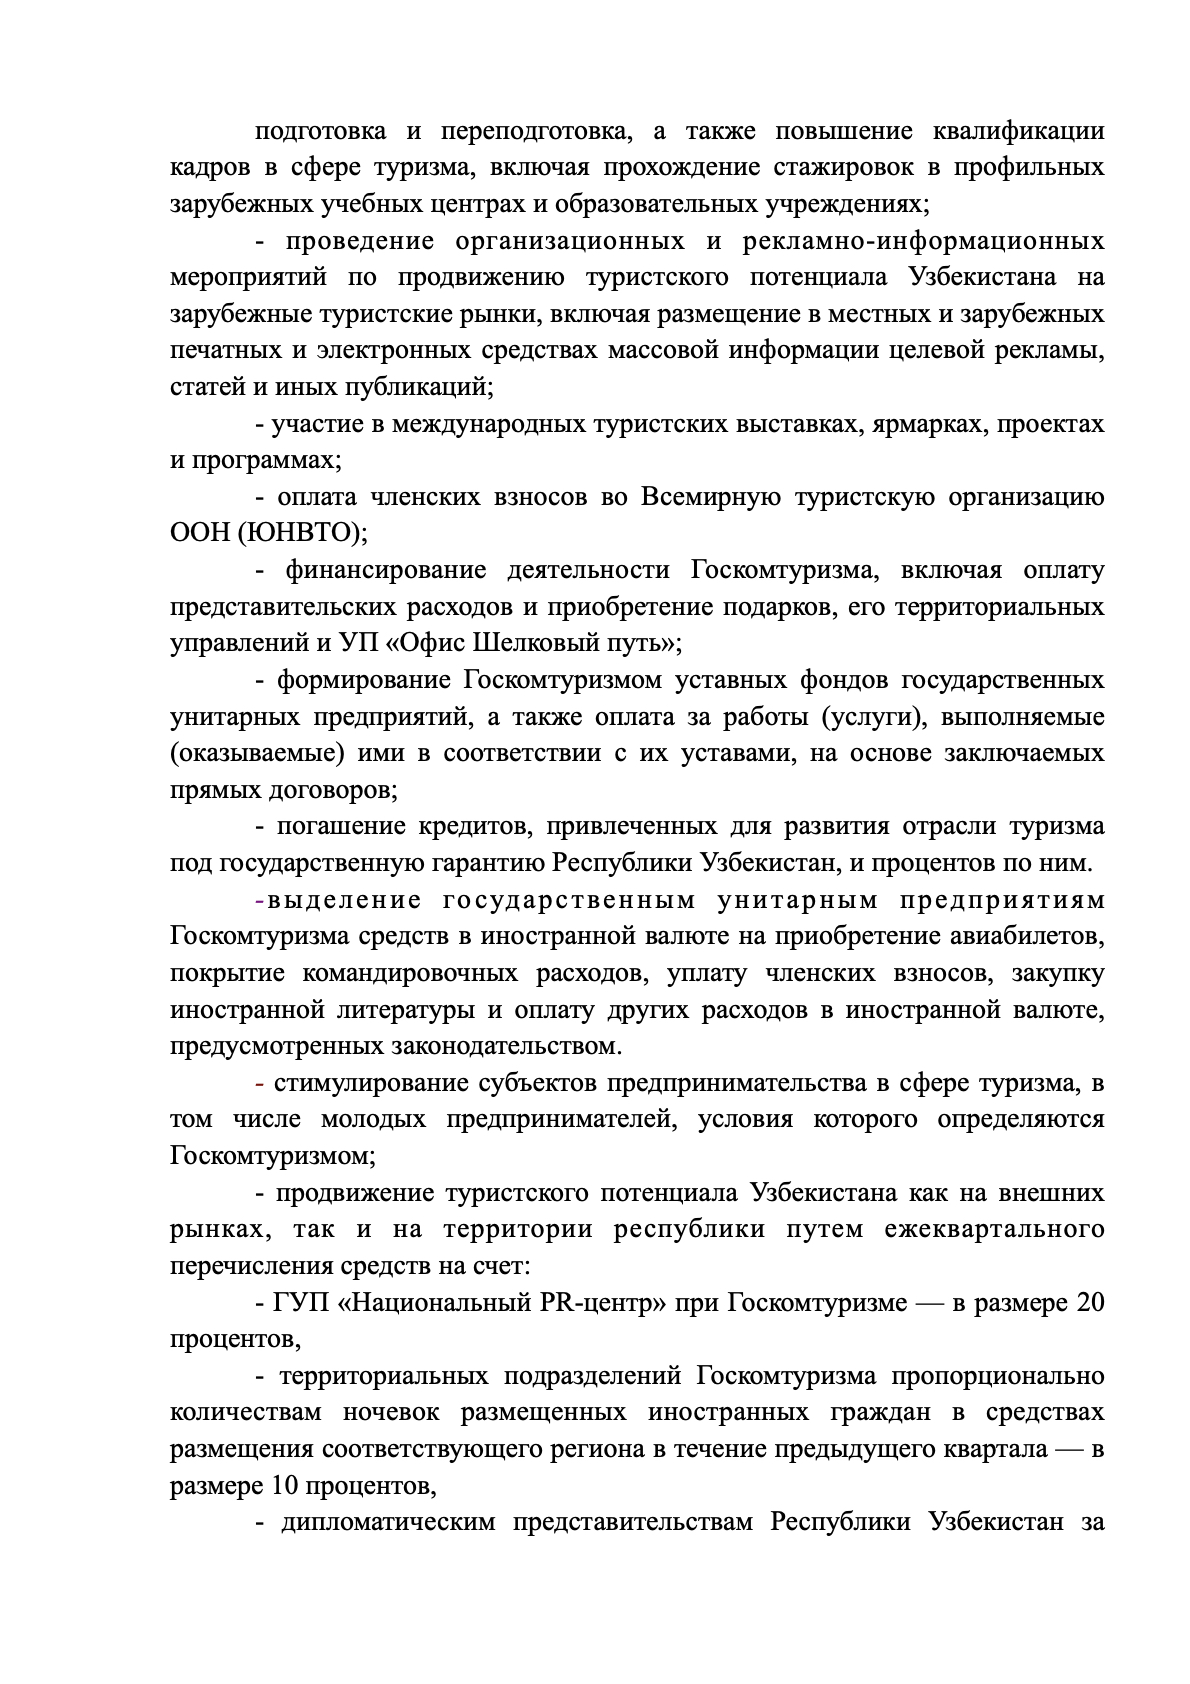 подготовка и переподготовка, а также повышение квалификации
кадров в сфере туризма, включая прохождение стажировок в профильных
зарубежных учебных центрах и образовательных учреждениях;
- проведение организационных и рекламно-информационных
мероприятий по продвижению туристского потенциала Узбекистана на
зарубежные туристские рынки, включая размещение в местных и зарубежных
печатных и электронных средствах массовой информации целевой рекламы,
статей и иных публикаций;
- участие в международных туристских выставках, ярмарках, проектах
и программах;
- оплата членских взносов во Всемирную туристскую организацию
ООН (ЮНВТО);
- финансирование деятельности Госкомтуризма, включая оплату
представительских расходов и приобретение подарков, его территориальных
управлений и УП «Офис Шелковый путь»;
- формирование Госкомтуризмом уставных фондов государственных
унитарных предприятий, а также оплата за работы (услуги), выполняемые
(оказываемые) ими в соответствии с их уставами, на основе заключаемых
прямых договоров;
- погашение кредитов, привлеченных для развития отрасли туризма
под государственную гарантию Республики Узбекистан, и процентов по ним.
-выделение государственным унитарным предприятиям
Госкомтуризма средств в иностранной валюте на приобретение авиабилетов,
покрытие командировочных расходов, уплату членских взносов, закупку
иностранной литературы и оплату других расходов в иностранной валюте,
предусмотренных законодательством.
- стимулирование субъектов предпринимательства в сфере туризма, в
том числе молодых предпринимателей, условия которого определяются
Госкомтуризмом;
- продвижение туристского потенциала Узбекистана как на внешних
рынках, так и на территории республики путем ежеквартального
перечисления средств на счет:
- ГУП «Национальный PR-центр» при Госкомтуризме — в размере 20
процентов,
- территориальных подразделений Госкомтуризма пропорционально
количествам ночевок размещенных иностранных граждан в средствах
размещения соответствующего региона в течение предыдущего квартала — в
размере 10 процентов,
- дипломатическим представительствам Республики Узбекистан за